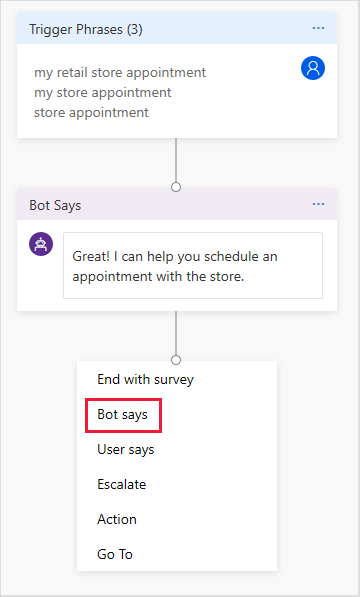 Trigger Phrases (3)
my retail store appointment
my store appointment
store appointment
Bot Says
Great! I can help you schedule an
appointment with the store.
End with survey
Bot says
User says
Escalate
Action
Go To